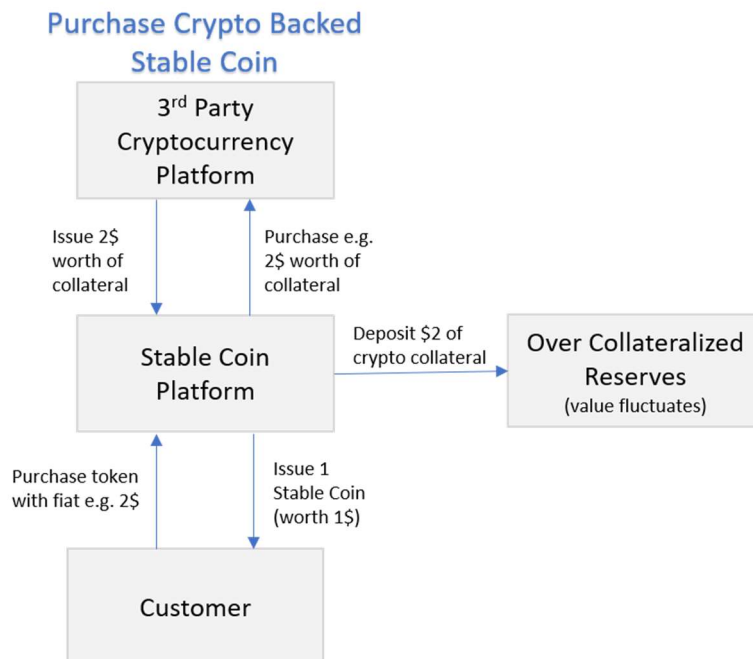 Purchase Crypto Backed
Stable Coin
3rd Party
Cryptocurrency
Platform
Issue 2$
worth of
collateral
Purchase e.g.
2$ worth of
collateral
Stable Coin
Platform
Deposit $2 of
crypto collateral
Over Collateralized
Reserves
(value fluctuates)
Purchase token
with fiat e.g. 2$
Issue 1
Stable Coin
(worth 1$)
Customer